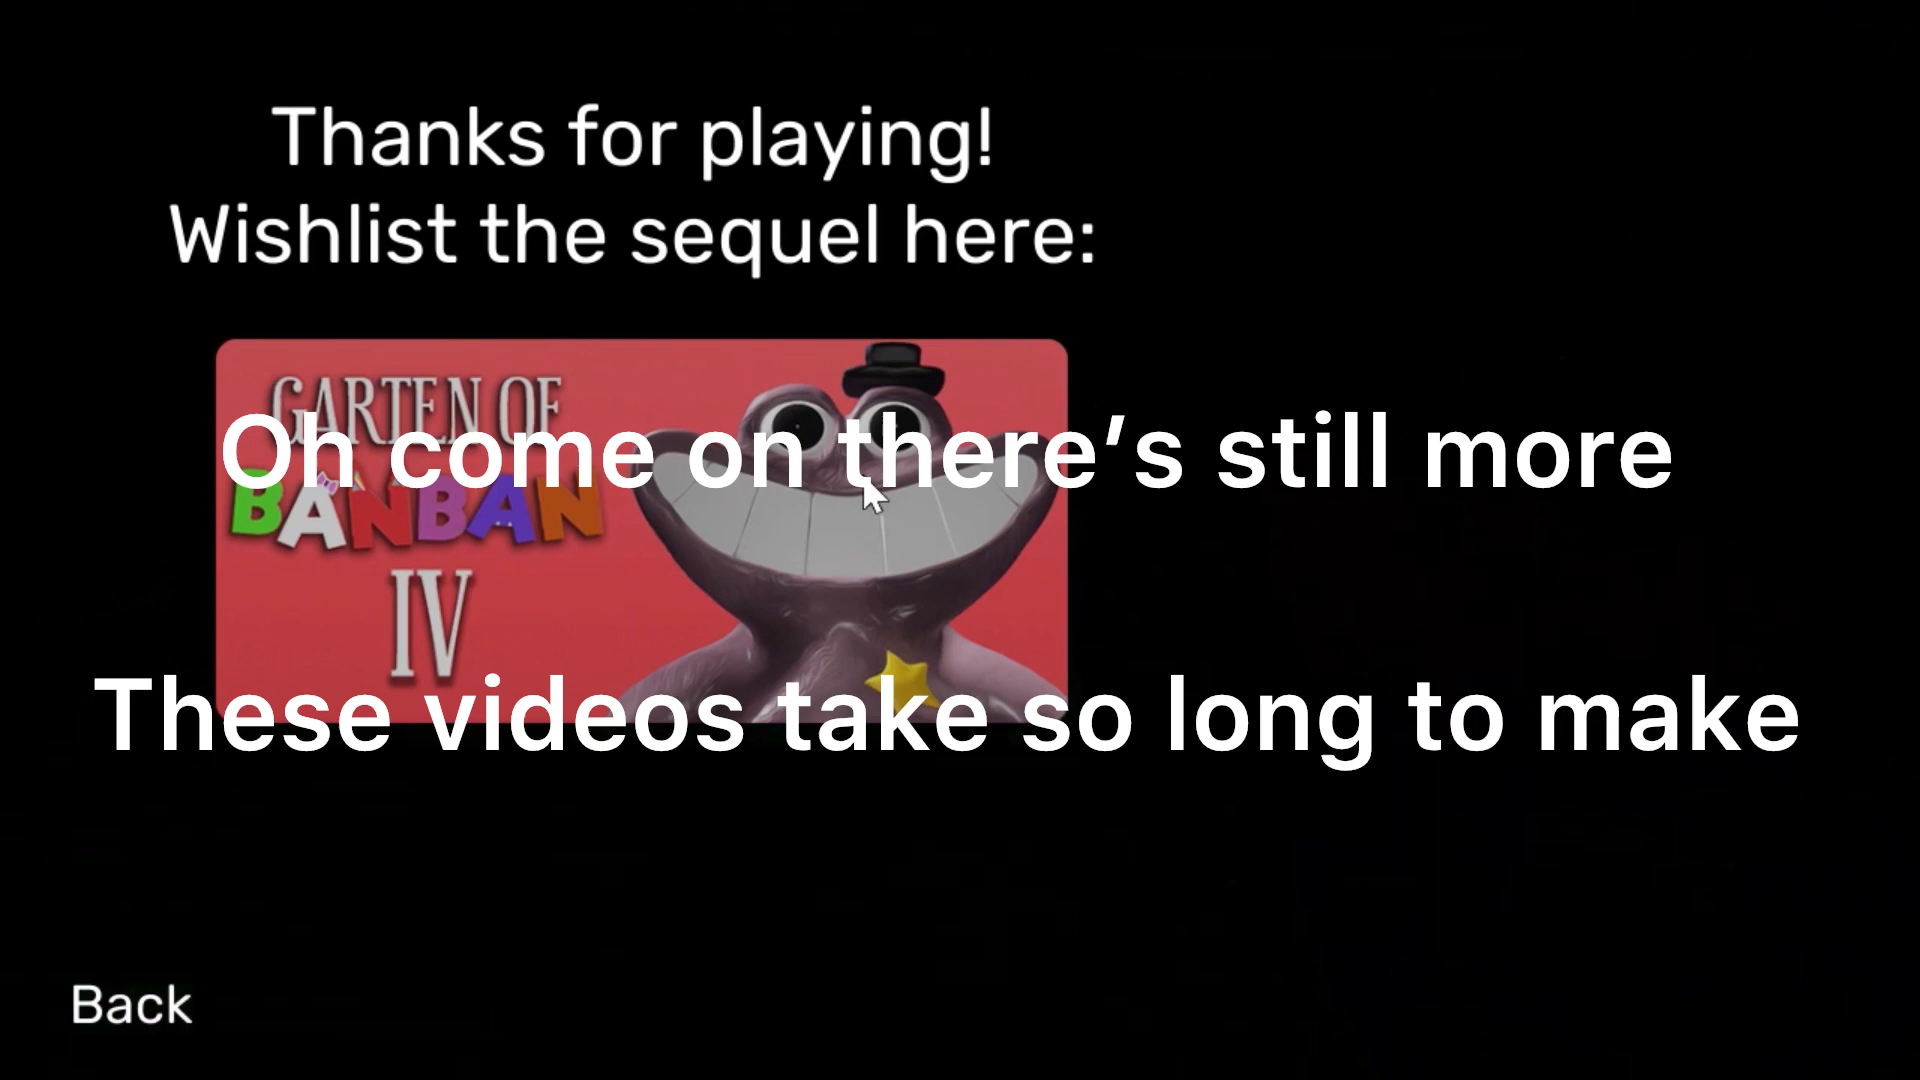 Thanks for playing!
Wishlist the sequel here:
GARTEN OF
Oh come on there’s still more
BANBAN
IV
These videos take so long to make
Back